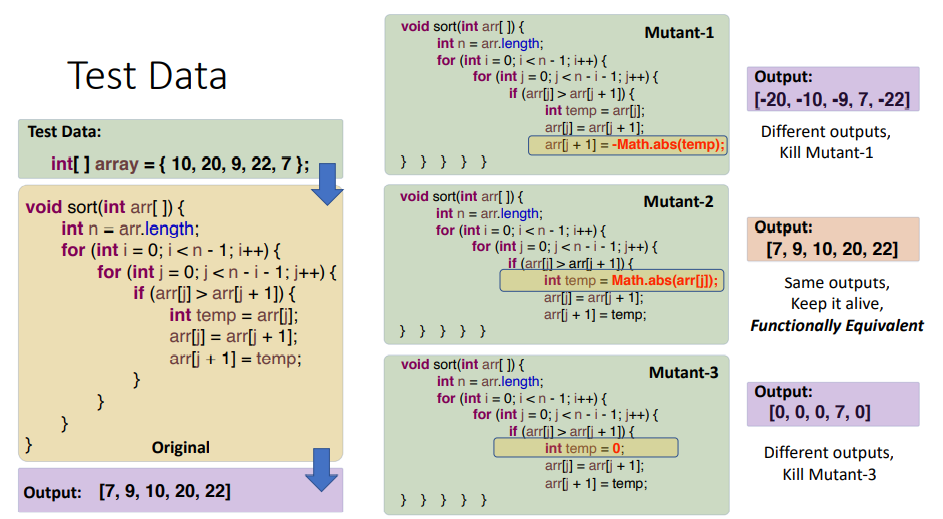 Test Data
Test Data:
int[ ] array = { 10, 20, 9, 22, 7 };
void sort(int arr[ ]) {
int n = arr.length;
for (int i = 0; i < n - 1; i++) {
for (int j = 0; j < n - i - 1; j++) {
if (arr[j] > arr[j + 1]) {
int temp = arr[j];
arr[j] = arr[j + 1];
arr[j + 1] = temp;
}
}
}
}
Original
Output: [7, 9, 10, 20, 22]
void sort(int arr[ ]) {
Mutant-1
int n = arr.length;
for (int i = 0; i < n - 1; i++) {
for (int j = 0; j < n - i - 1; j++) {
if (arr[j] > arr[j + 1]) {
int temp = arr[j];
arr[j] = arr[j + 1];
arr[j + 1] = -Math.abs(temp);
} } } } }
Output:
[-20, -10, -9, 7, -22]
Different outputs,
Kill Mutant-1
void sort(int arr[ ]) {
Mutant-2
int n = arr.length;
for (int i = 0; i < n - 1; i++) {
for (int j = 0; j < n - i - 1; j++) {
if (arr[j] > arr[j + 1]) {
int temp = Math.abs(arr[j]);
arr[j] = arr[j + 1];
arr[j + 1] = temp;
} } } } }
Output:
[7, 9, 10, 20, 22]
Same outputs,
Keep it alive,
Functionally Equivalent
void sort(int arr[ ]) {
Mutant-3
int n = arr.length;
for (int i = 0; i < n - 1; i++) {
for (int j = 0; j < n - i - 1; j++) {
if (arr[j] > arr[j + 1]) {
int temp = 0;
arr[j] = arr[j + 1];
arr[j + 1] = temp;
} } } } }
Output:
[0, 0, 0, 7, 0]
Different outputs,
Kill Mutant-3